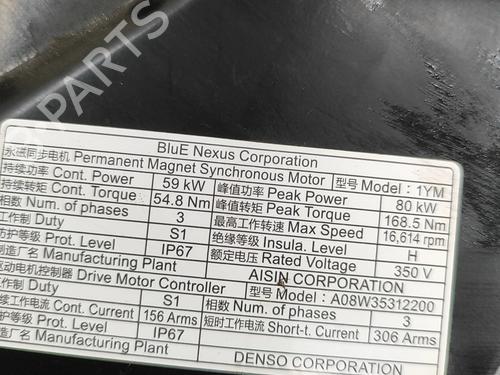 PARTS
BluE Nexus Corporation
永磁同步电机 Permanent Magnet Synchronous Motor 型号 Model: 1YM
持续功率 Cont. Power 59 kW 峰值功率 Peak Power 80 kW
持续转矩 Cont. Torque 54.8 Nm 峰值转矩 Peak Torque 168.5 Nm
相数 Num. of phases 3 最高工作转速 Max Speed 16,614 rpm
工作制 Duty S1 绝缘等级 Insula. Level H
防护等级 Prot. Level IP67 额定电压 Rated Voltage 350 V
制造厂名 Manufacturing Plant AISIN CORPORATION
驱动电机控制器 Drive Motor Controller 型号 Model: A08W35312200
工作制 Duty S1 相数 Num. of phases 3
持续工作电流 Cont. Current 156 Arms 短时工作电流 Short-t. Current 306 Arms
防护等级 Prot. Level IP67
制造厂名 Manufacturing Plant DENSO CORPORATION